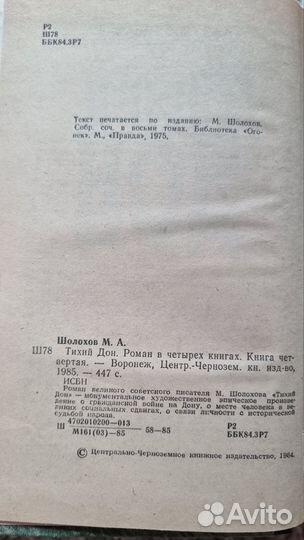 Р2
Ш78
ББК84.3Р7
Текст печатается по изданию: М. Шолохов.
Собр. соч. в восьми томах. Библиотека «Ого-
нек». М., «Правда», 1975.
Шолохов М. А.
Ш78 Тихий Дон. Роман в четырех книгах. Книга чет-
вертая. — Воронеж, Центр.-Чернозем. кн. изд-во,
1985. — 447 с.
ИСБН
Роман великого советского писателя М. Шолохова «Тихий
Дон» — монументальное художественное эпическое произве-
дение о гражданской войне на Дону, о месте человека в ве-
ликих социальных сдвигах, о связи личности с исторической
судьбой народа.
Ш 4702010200—013 58—85 Р2
М161(03)—85 ББК84.3Р7
© Центрально-Черноземное книжное издательство, 1984.
Avito